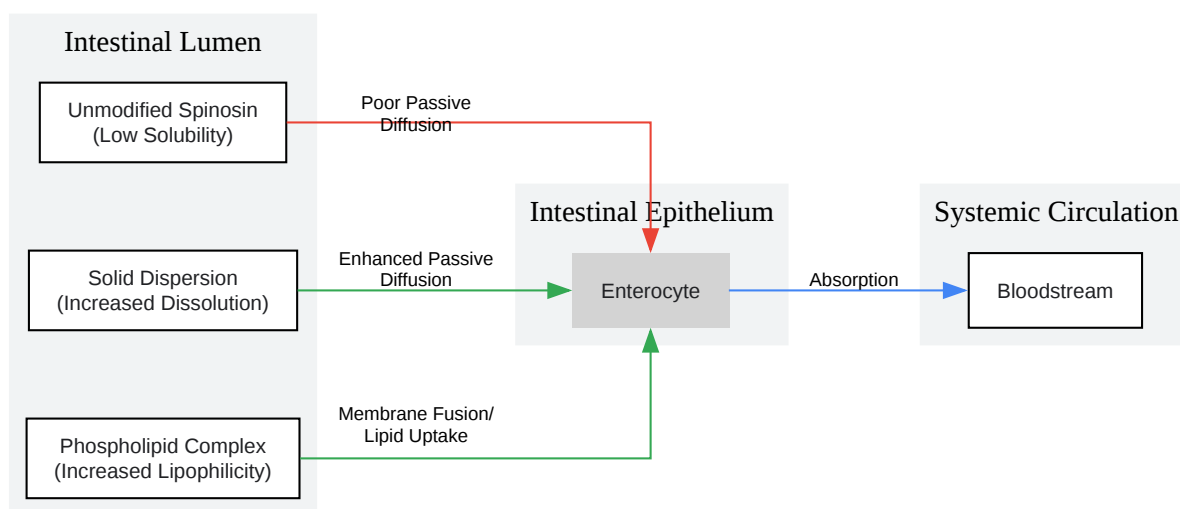 Intestinal Lumen
Unmodified Spinosin
(Low Solubility)
Poor Passive
Diffusion
Intestinal Epithelium
Systemic Circulation
Solid Dispersion
(Increased Dissolution)
Enhanced Passive
Diffusion
Enterocyte
Absorption
Bloodstream
Membrane Fusion/
Lipid Uptake
Phospholipid Complex
(Increased Lipophilicity)